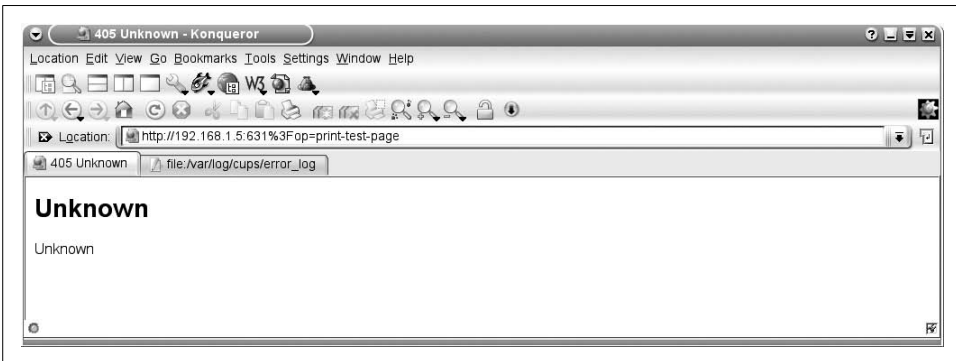 405 Unknown - Konqueror
Location Edit View Go Bookmarks Tools Settings Window Help
Location: http://192.168.1.5:631%3Fop=print-test-page
405 Unknown file:/var/log/cups/error_log
Unknown
Unknown